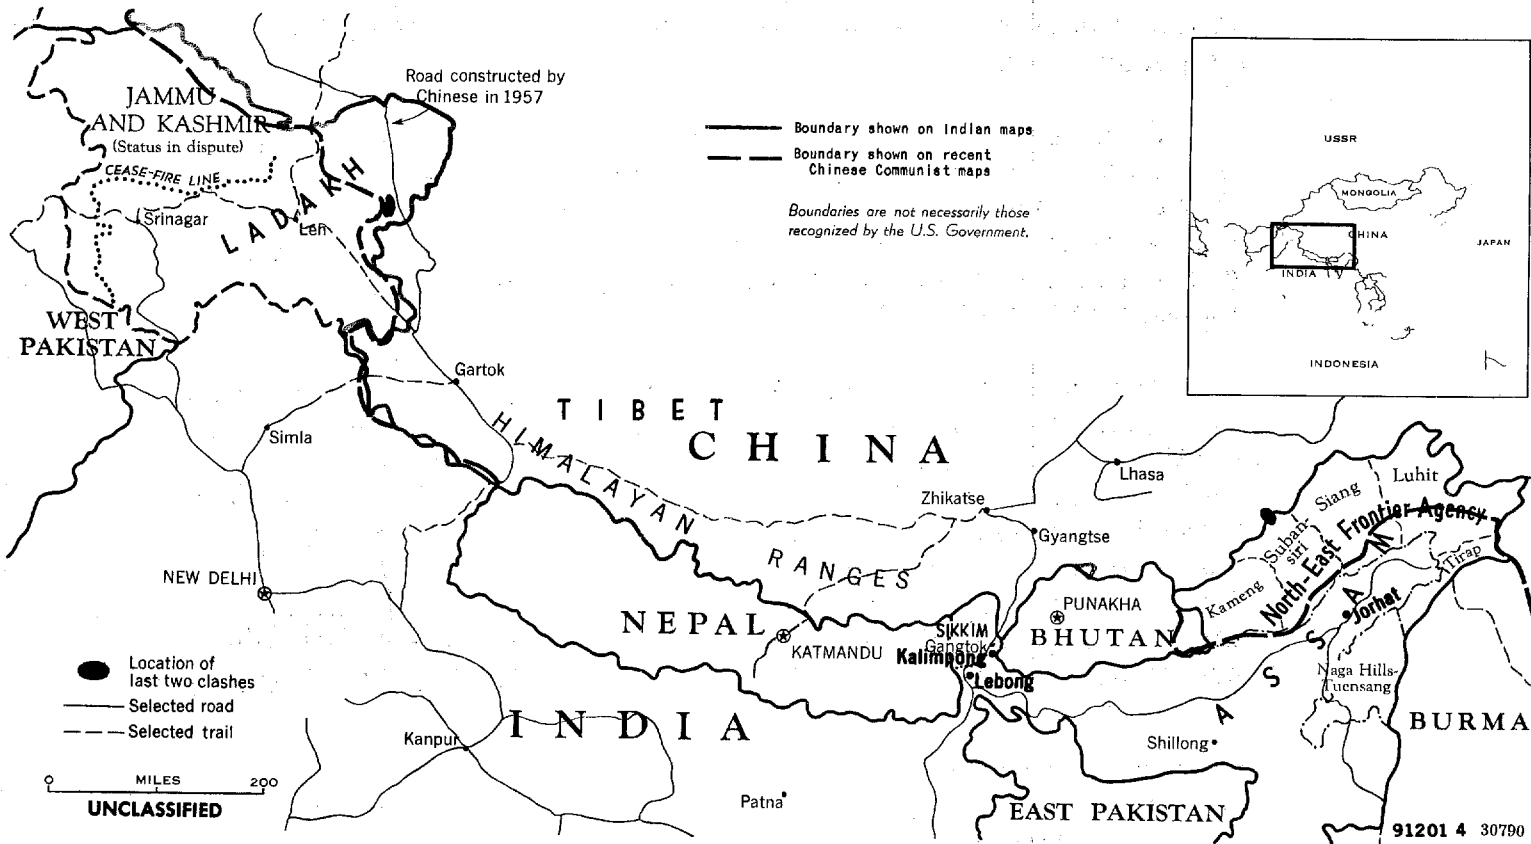 Road constructed by
Chinese in 1957
JAMMU
AND KASHMIR
(Status in dispute)
CEASE-FIRE LINE
Srinagar
LADAKH
Leh
WEST
PAKISTAN
Boundary shown on Indian maps
Boundary shown on recent
Chinese Communist maps
Boundaries are not necessarily those
recognized by the U.S. Government.
USSR
MONGOLIA
CHINA
JAPAN
INDIA
INDONESIA
Gartok
Simla
TIBET
CHINA
HIMALAYAN RANGES
Lhasa
Zhikatse
Gyangtse
NEW DELHI
NEPAL
KATMANDU
SIKKIM
Gangtok
Kalimpong
Lebong
PUNAKHA
BHUTAN
Kameng
Suban-
siri
Siang
Luhit
North-East Frontier Agency
Tirap
ASSAM
Jorhat
Naga Hills-
Tuensang
BURMA
Shillong
EAST PAKISTAN
INDIA
Kanpur
Patna
Location of
last two clashes
Selected road
Selected trail
0 MILES 200
UNCLASSIFIED
91201 4 30790